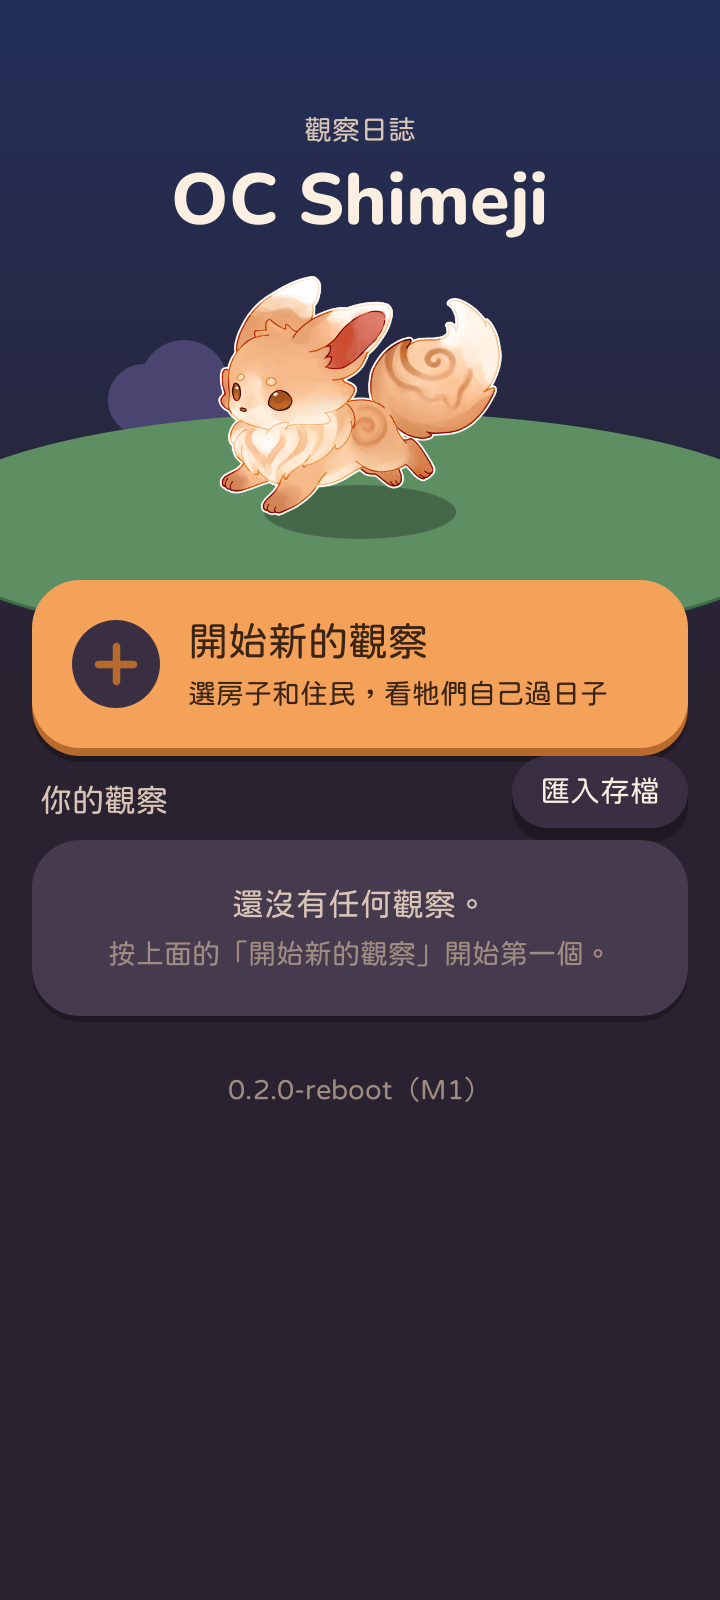 觀察日誌
OC Shimeji
開始新的觀察
選房子和住民，看牠們自己過日子
你的觀察
匯入存檔
還沒有任何觀察。
按上面的「開始新的觀察」開始第一個。
0.2.0-reboot（M1）